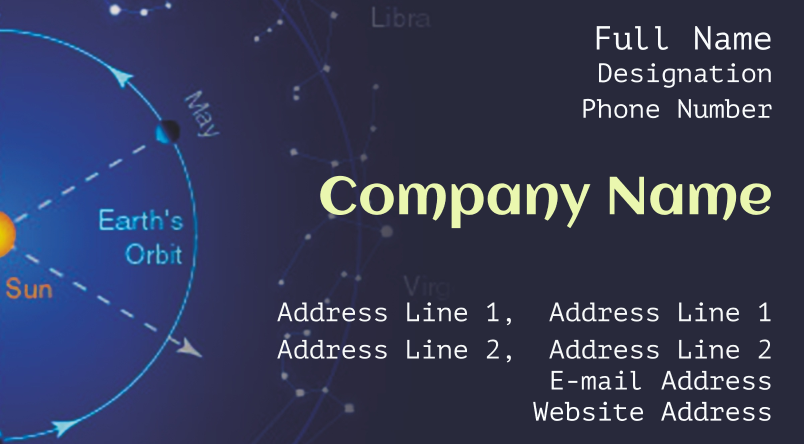 Libra
May
Earth's
Orbit
Sun
Full Name
Designation
Phone Number
Company Name
Address Line 1, Address Line 1
Address Line 2, Address Line 2
E-mail Address
Website Address